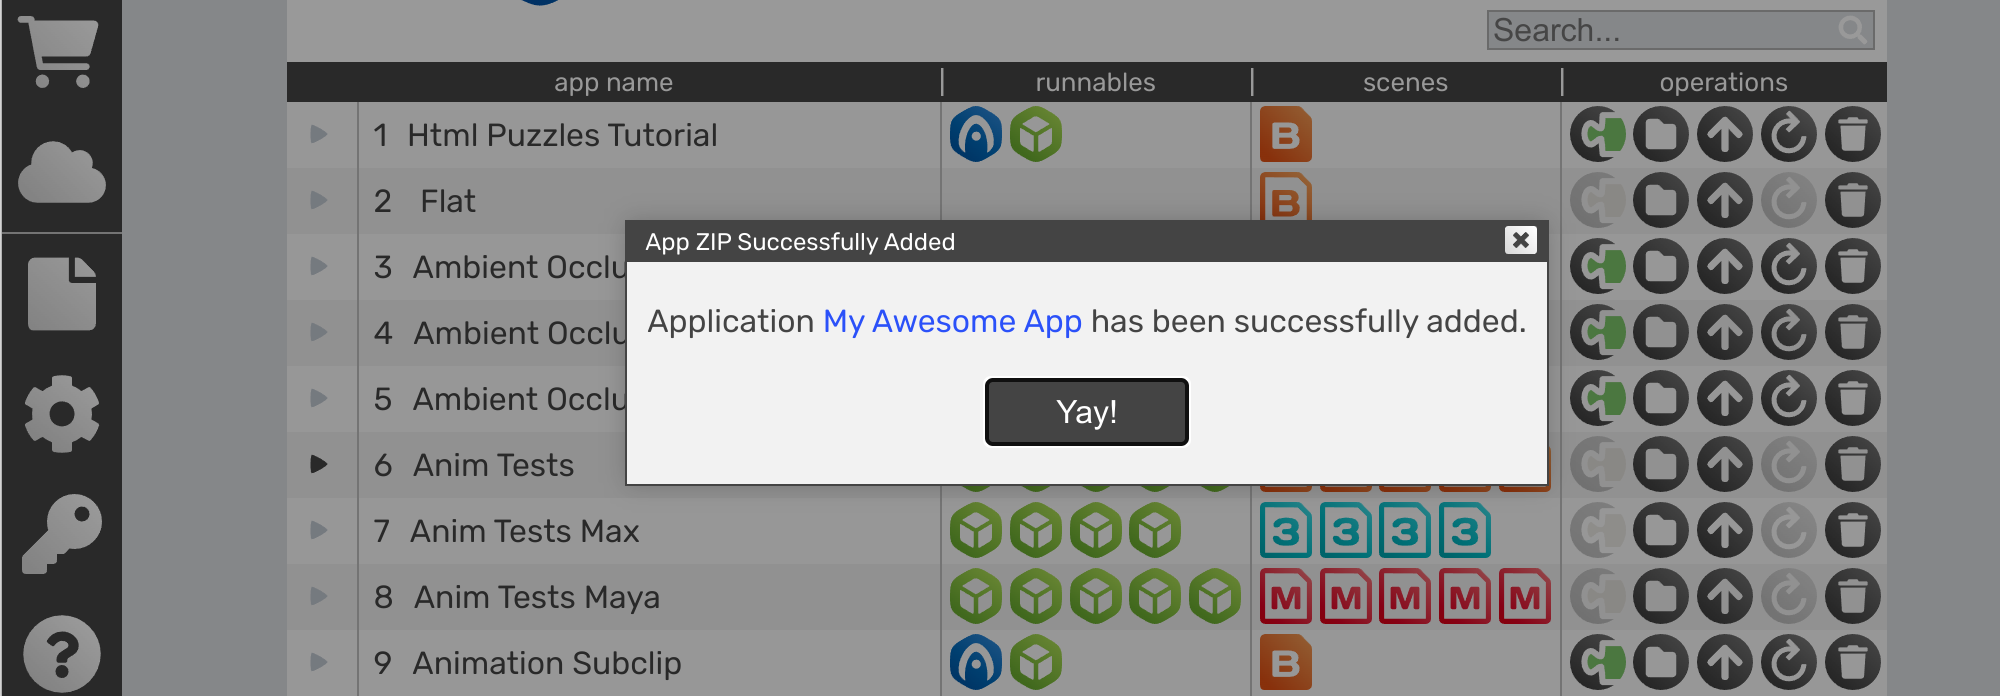 Search...
app name runnables scenes operations
1 Html Puzzles Tutorial B
2 Flat B
App ZIP Successfully Added
3 Ambient Occlu
Application My Awesome App has been successfully added.
4 Ambient Occlu
5 Ambient Occlu
Yay!
6 Anim Tests
7 Anim Tests Max 3 3 3 3
8 Anim Tests Maya M M M M M
9 Animation Subclip B
?